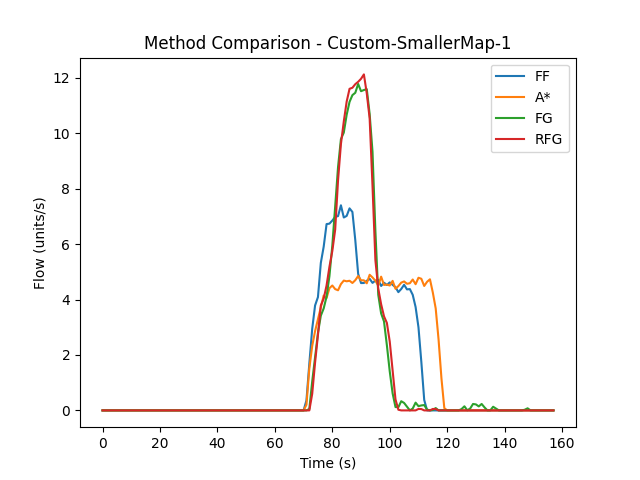 Method Comparison - Custom-SmallerMap-1
FF
A*
FG
RFG
Flow (units/s)
12
10
8
6
4
2
0
0 20 40 60 80 100 120 140 160
Time (s)